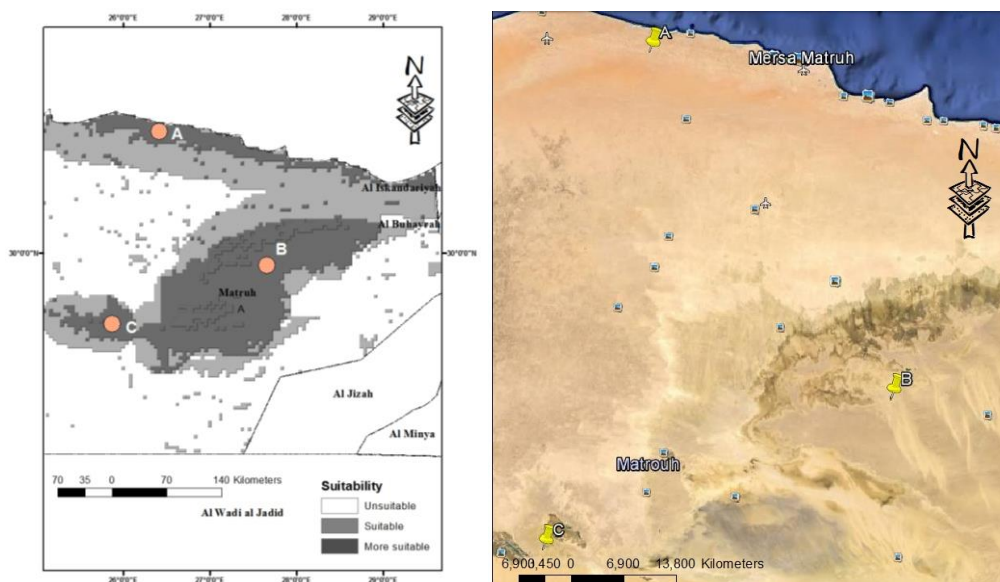 26°0'0"E 27°0'0"E 28°0'0"E 29°0'0"E
N
A
Al Iskandariyah
Al Buhayrah
30°0'0"N
30°0'0"N
B
Matruh
A
C
Al Jizah
Al Minya
70 35 0 70 140 Kilometers
Al Wadi al Jadid
Suitability
Unsuitable
Suitable
More suitable
26°0'0"E 27°0'0"E 28°0'0"E 29°0'0"E
A
Mersa Matruh
N
B
Matrouh
C
6,900 3,450 0 6,900 13,800 Kilometers